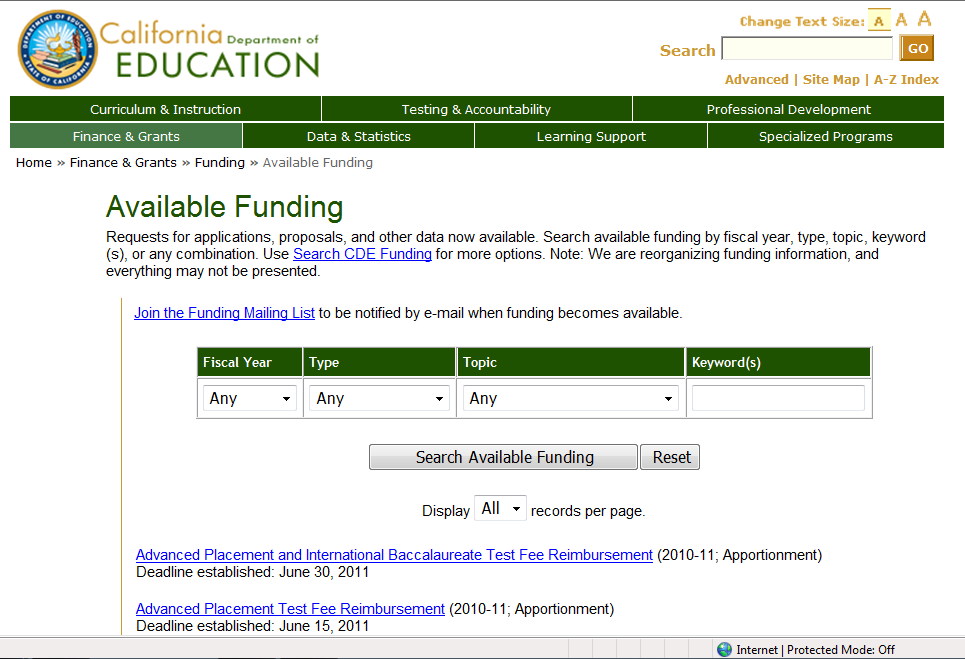 California Department of
EDUCATION
Change Text Size: A A A
Search GO
Advanced | Site Map | A-Z Index
Curriculum & Instruction Testing & Accountability Professional Development
Finance & Grants Data & Statistics Learning Support Specialized Programs
Home » Finance & Grants » Funding » Available Funding
Available Funding
Requests for applications, proposals, and other data now available. Search available funding by fiscal year, type, topic, keyword
(s), or any combination. Use Search CDE Funding for more options. Note: We are reorganizing funding information, and
everything may not be presented.
Join the Funding Mailing List to be notified by e-mail when funding becomes available.
Fiscal Year Type Topic Keyword(s)
Any Any Any
Search Available Funding Reset
Display All records per page.
Advanced Placement and International Baccalaureate Test Fee Reimbursement (2010-11; Apportionment)
Deadline established: June 30, 2011
Advanced Placement Test Fee Reimbursement (2010-11; Apportionment)
Deadline established: June 15, 2011
Internet | Protected Mode: Off